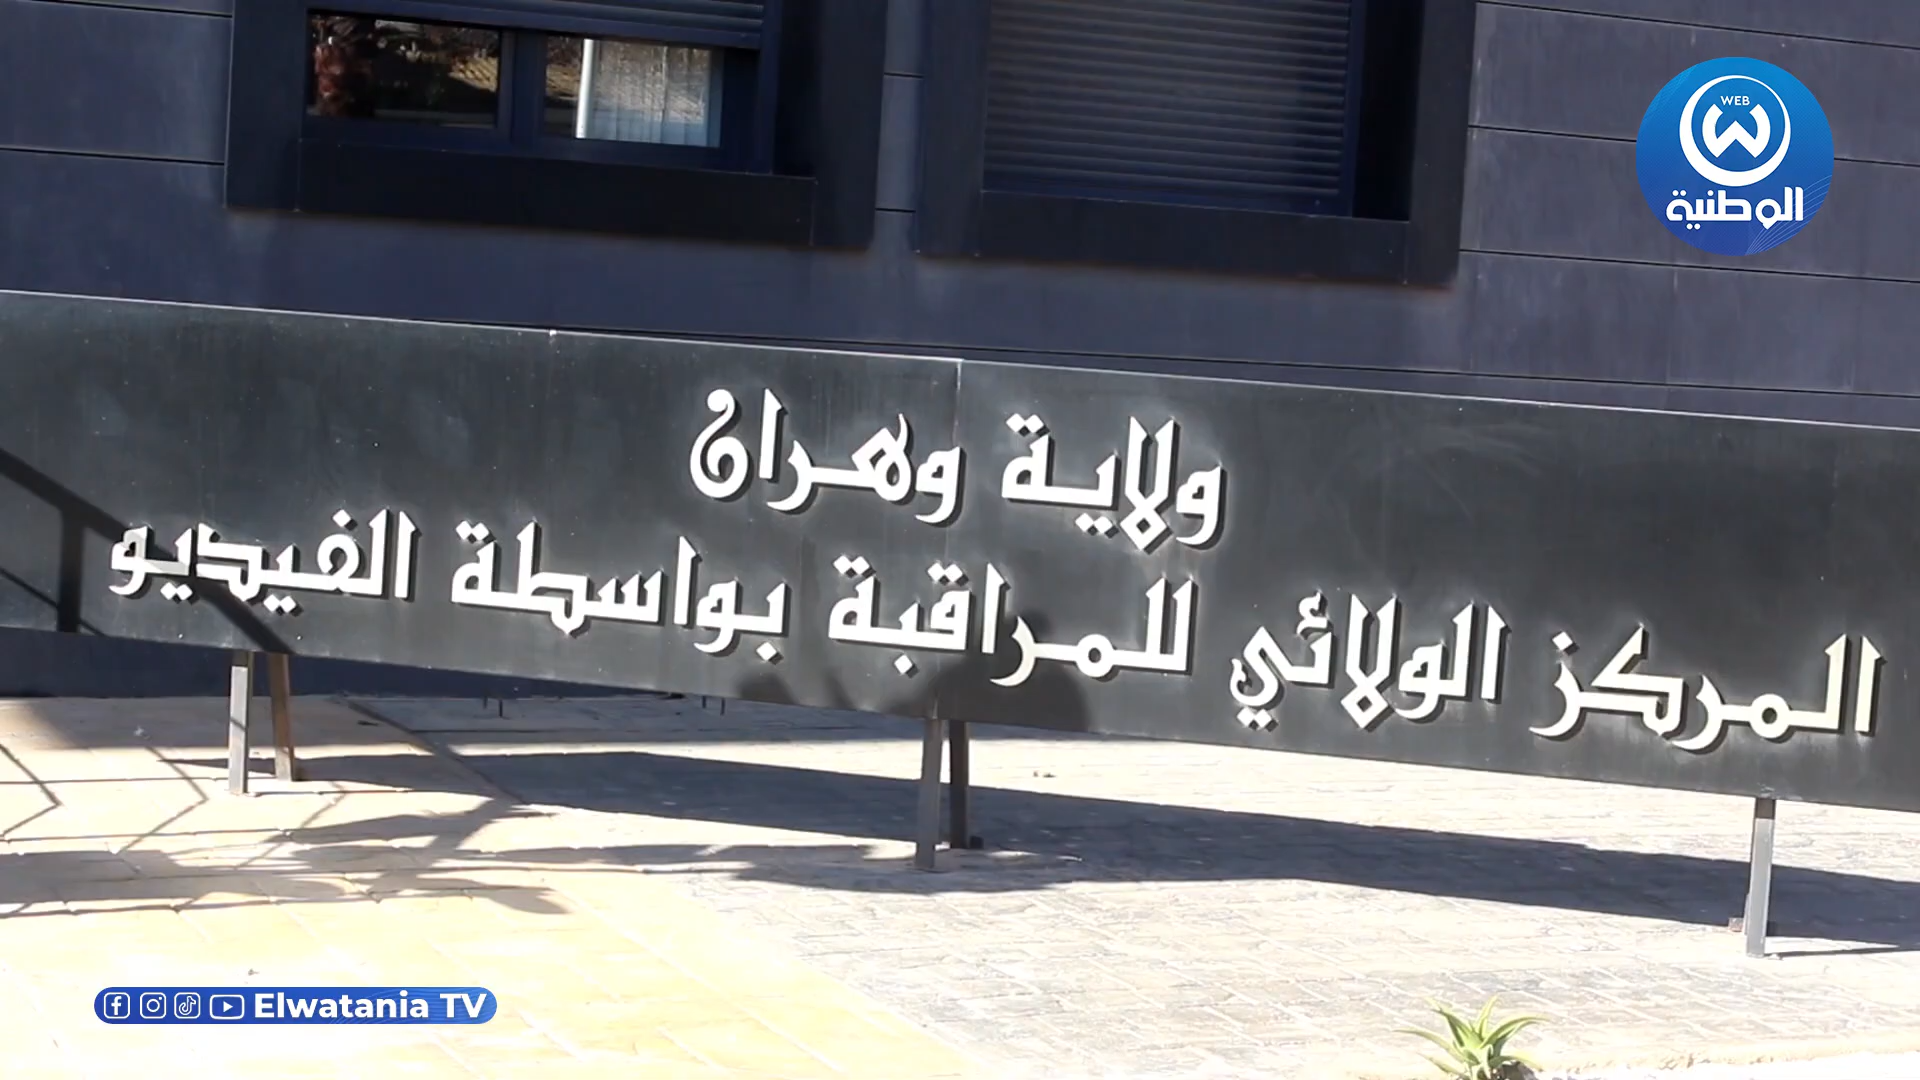 WEB
الوطنية
ولاية وهران
المركز الولائي للمراقبة بواسطة الفيديو
Elwatania TV